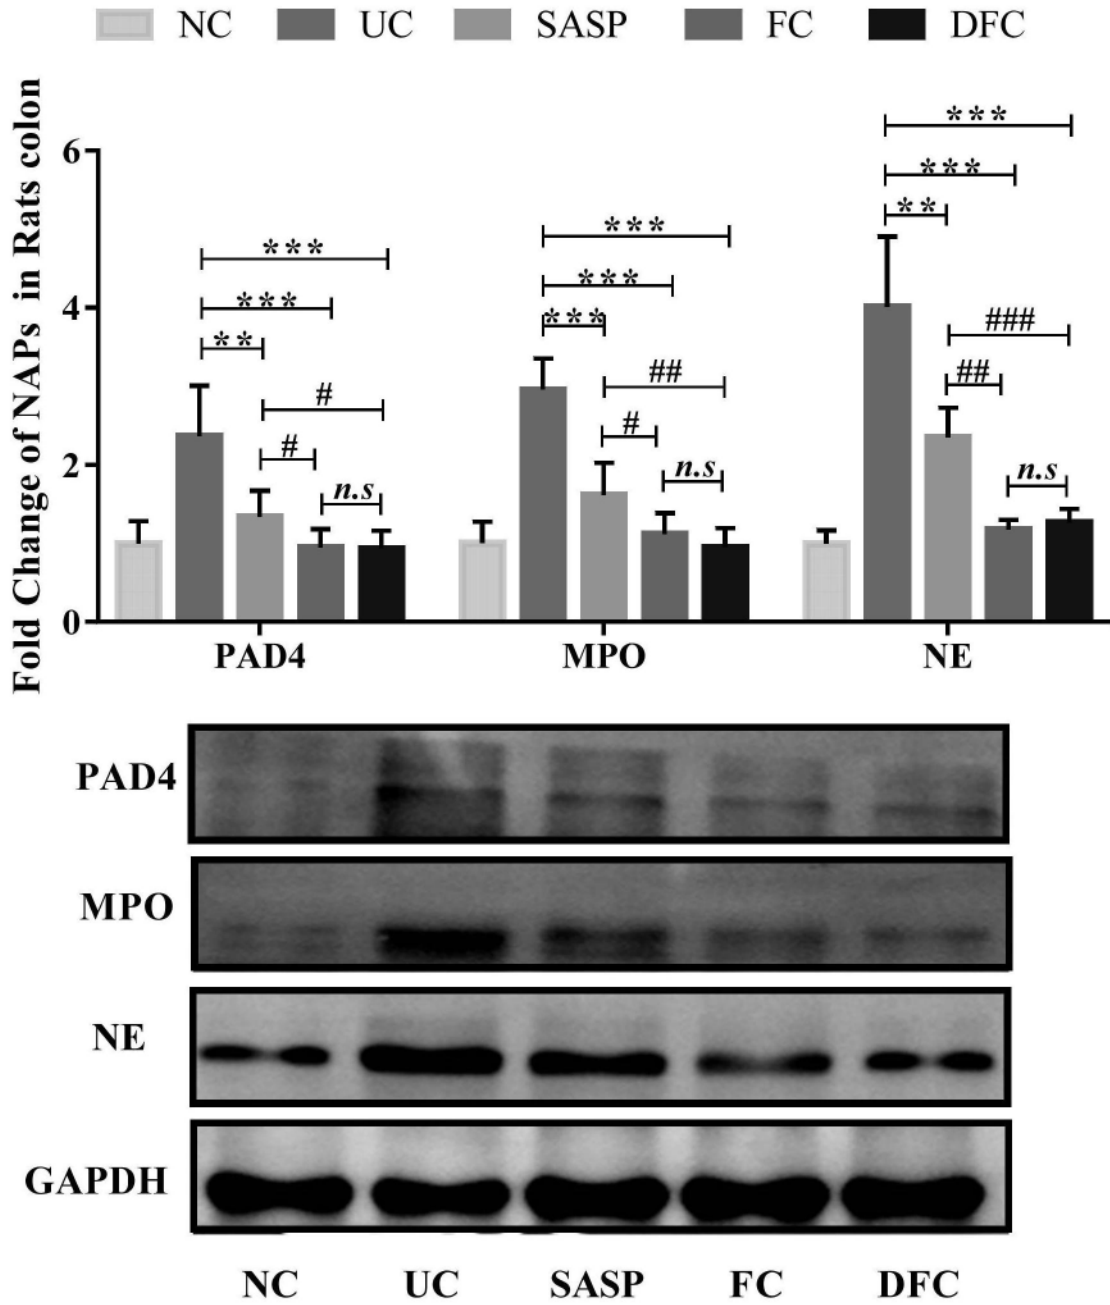 NC UC SASP FC DFC
Fold Change of NAPs in Rats colon
6
4
2
0
***
***
**
#
#
n.s
***
***
***
##
#
n.s
***
***
**
###
##
n.s
PAD4 MPO NE
PAD4
MPO
NE
GAPDH
NC UC SASP FC DFC